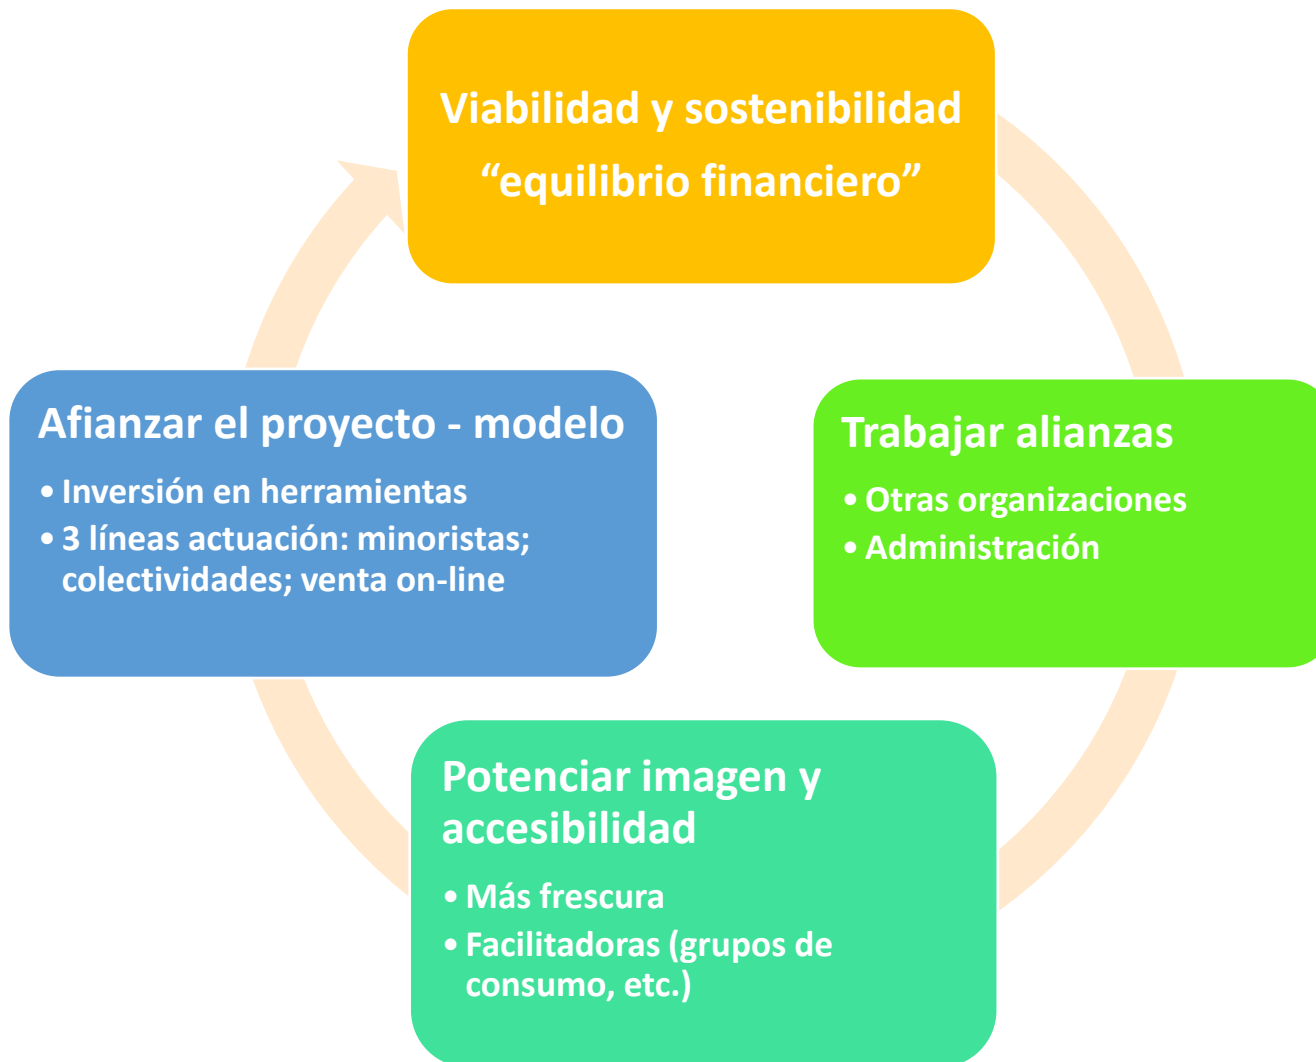 Viabilidad y sostenibilidad
“equilibrio financiero”
Afianzar el proyecto - modelo
• Inversión en herramientas
• 3 líneas actuación: minoristas;
colectividades; venta on-line
Trabajar alianzas
• Otras organizaciones
• Administración
Potenciar imagen y
accesibilidad
• Más frescura
• Facilitadoras (grupos de
consumo, etc.)